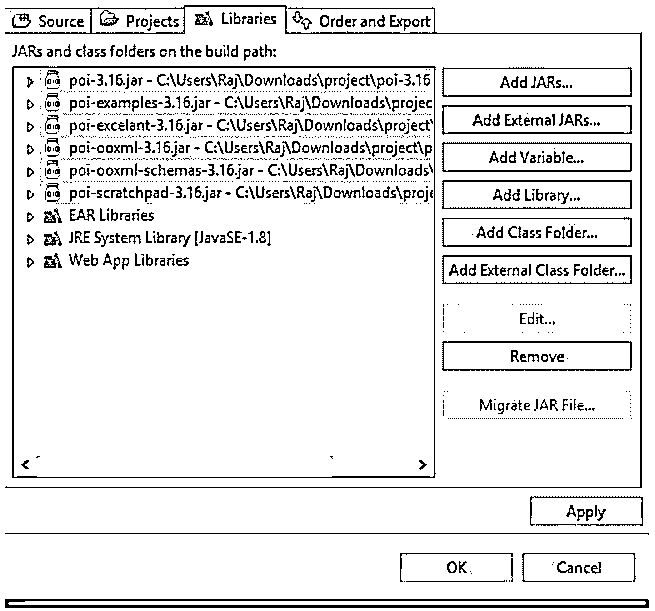 Source Projects Libraries Order and Export
JARs and class folders on the build path:
poi-3.16.jar - C:\Users\Raj\Downloads\project\poi-3.16
poi-examples-3.16.jar - C:\Users\Raj\Downloads\projec
poi-excelant-3.16.jar - C:\Users\Raj\Downloads\project\
poi-ooxml-3.16.jar - C:\Users\Raj\Downloads\project\p
poi-ooxml-schemas-3.16.jar - C:\Users\Raj\Downloads\
poi-scratchpad-3.16.jar - C:\Users\Raj\Downloads\proje
EAR Libraries
JRE System Library [JavaSE-1.8]
Web App Libraries
Add JARs...
Add External JARs...
Add Variable...
Add Library...
Add Class Folder...
Add External Class Folder...
Edit...
Remove
Migrate JAR File...
Apply
OK Cancel